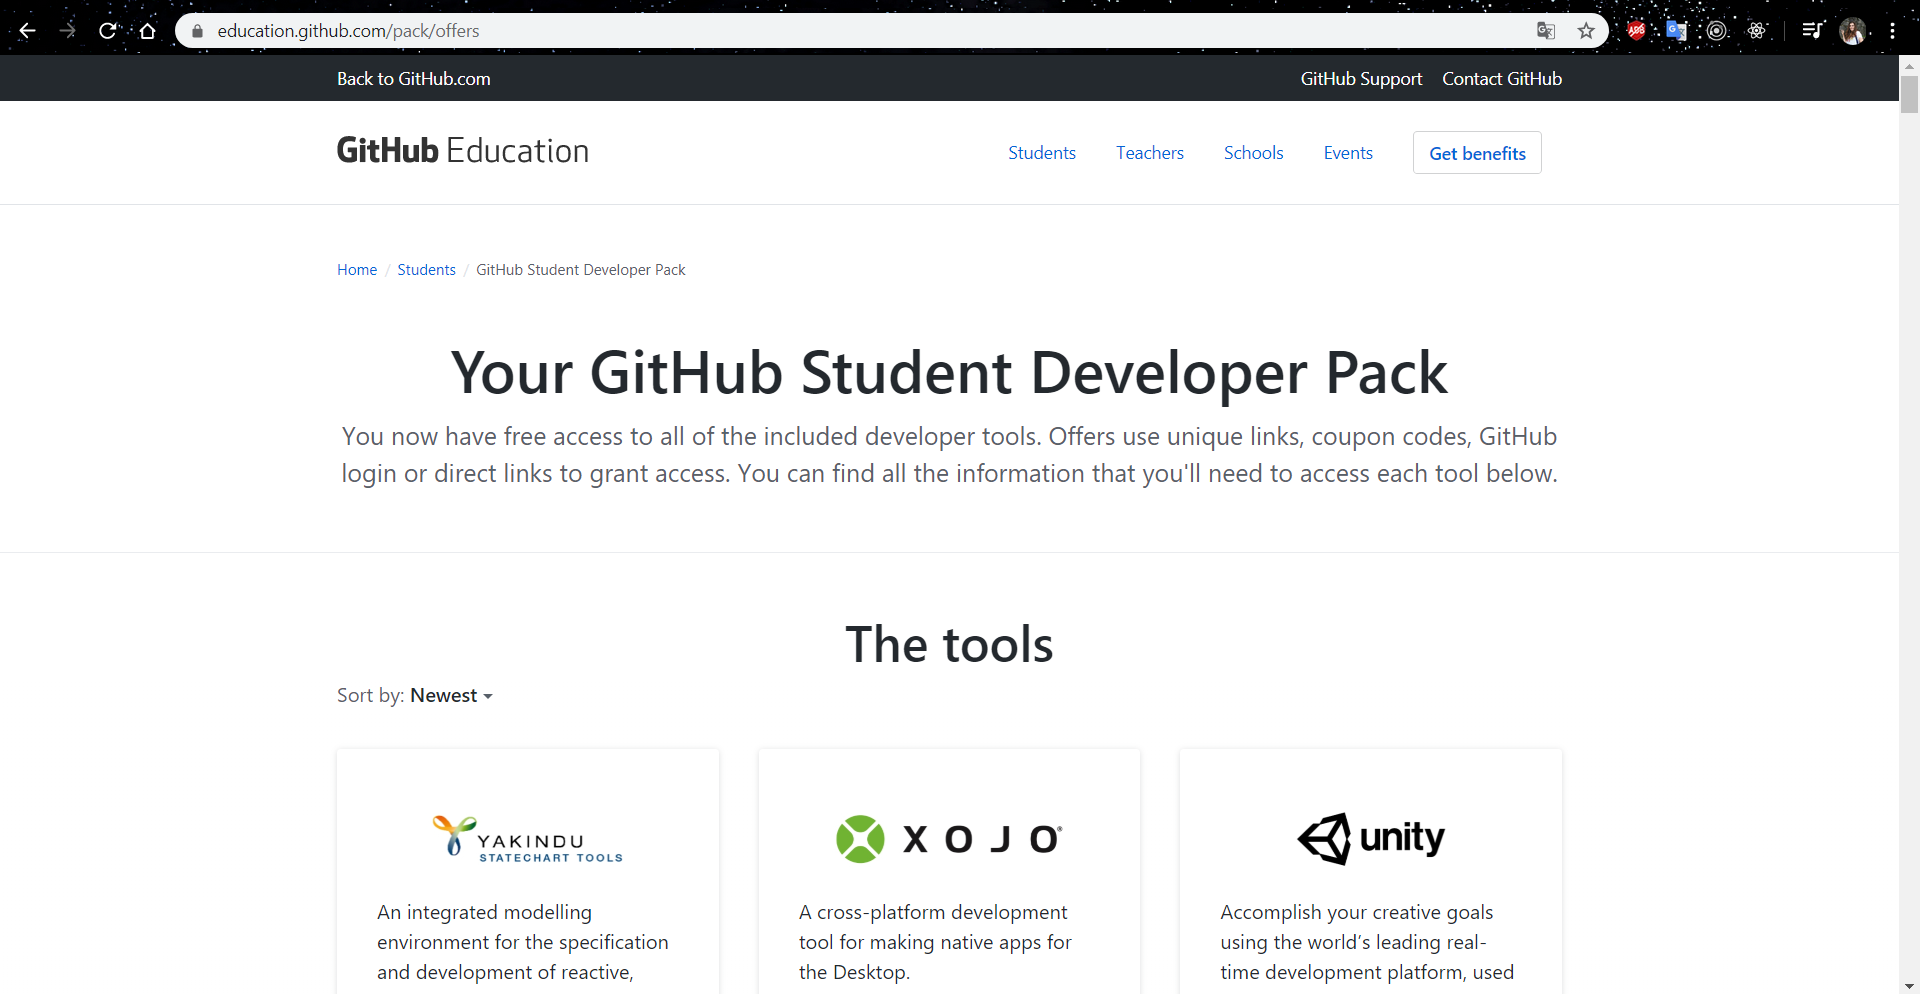 education.github.com/pack/offers
ABP
Back to GitHub.com
GitHub Support
Contact GitHub
GitHub Education
Students
Teachers
Schools
Events
Get benefits
Home / Students / GitHub Student Developer Pack
Your GitHub Student Developer Pack
You now have free access to all of the included developer tools. Offers use unique links, coupon codes, GitHub
login or direct links to grant access. You can find all the information that you'll need to access each tool below.
The tools
Sort by: Newest
YAKINDU
STATECHART TOOLS
An integrated modelling
environment for the specification
and development of reactive,
XOJO®
A cross-platform development
tool for making native apps for
the Desktop.
unity
Accomplish your creative goals
using the world’s leading real-
time development platform, used